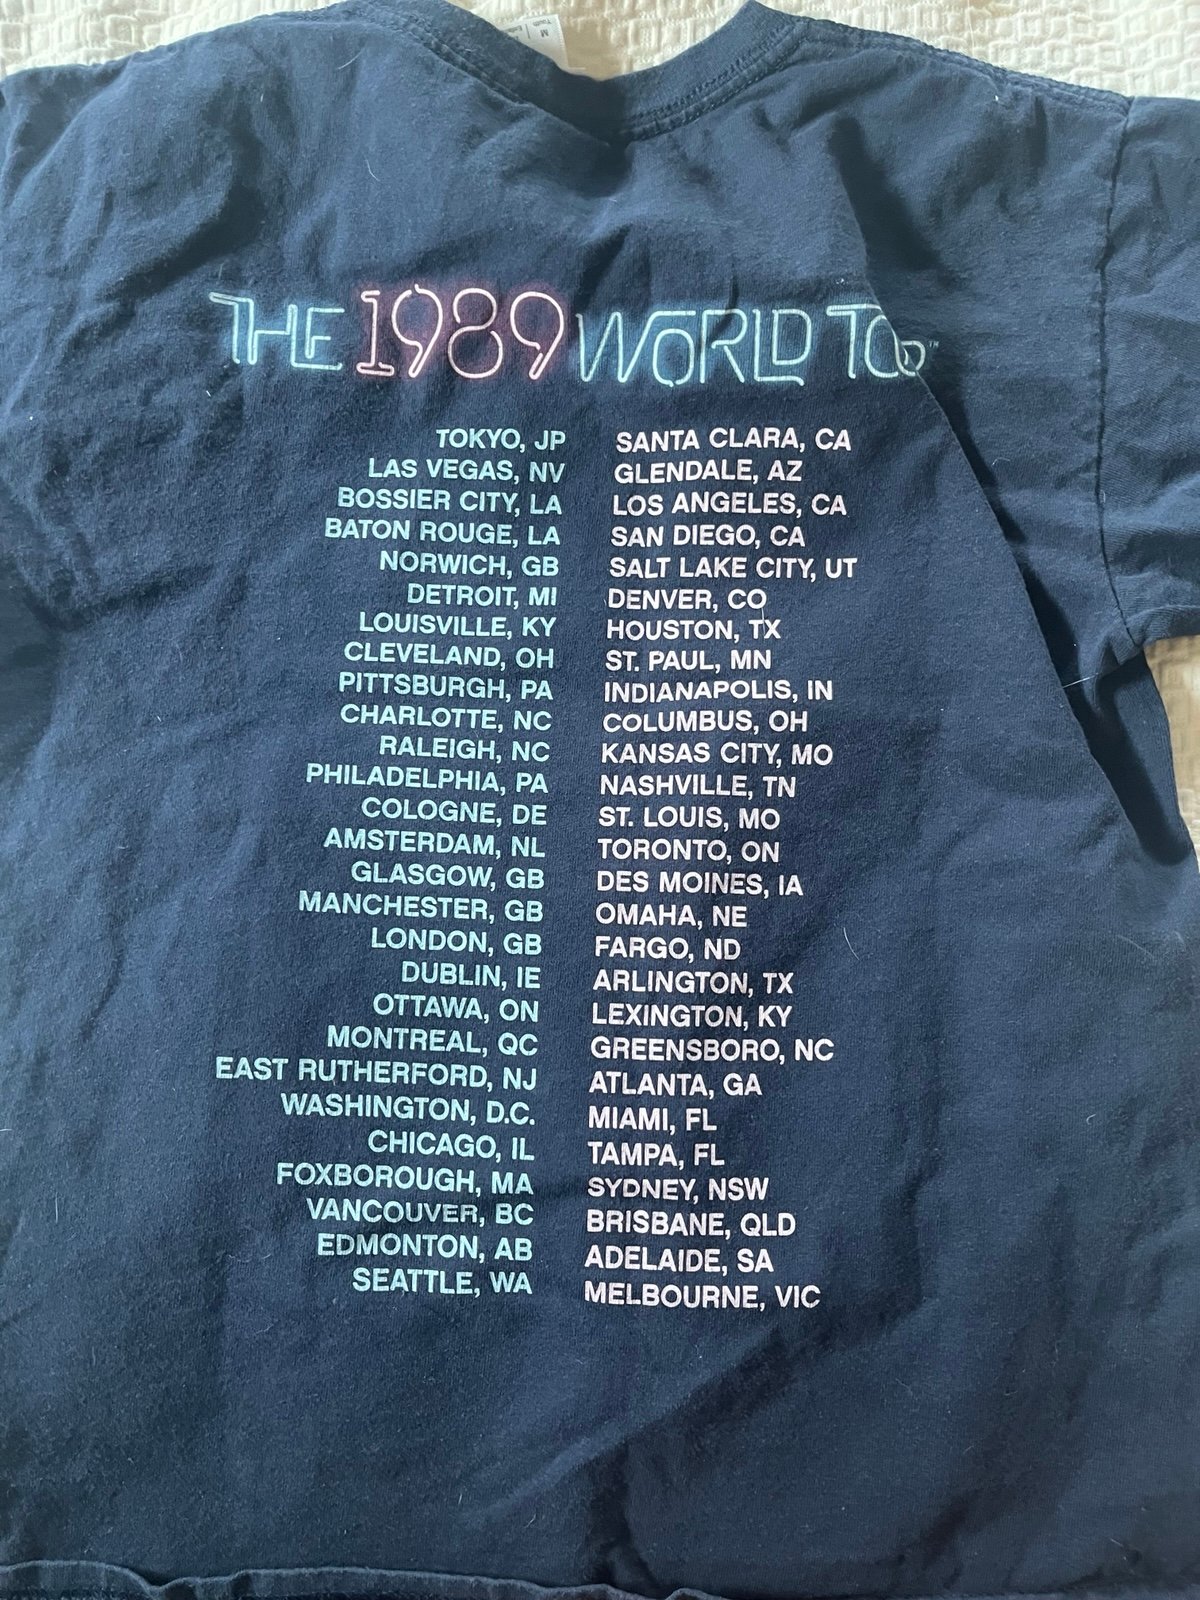 M
Youth
THE 1989 WORLD TO
TOKYO, JP
LAS VEGAS, NV
BOSSIER CITY, LA
BATON ROUGE, LA
NORWICH, GB
DETROIT, MI
LOUISVILLE, KY
CLEVELAND, OH
PITTSBURGH, PA
CHARLOTTE, NC
RALEIGH, NC
PHILADELPHIA, PA
COLOGNE, DE
AMSTERDAM, NL
GLASGOW, GB
MANCHESTER, GB
LONDON, GB
DUBLIN, IE
OTTAWA, ON
MONTREAL, QC
EAST RUTHERFORD, NJ
WASHINGTON, D.C.
CHICAGO, IL
FOXBOROUGH, MA
VANCOUVER, BC
EDMONTON, AB
SEATTLE, WA
SANTA CLARA, CA
GLENDALE, AZ
LOS ANGELES, CA
SAN DIEGO, CA
SALT LAKE CITY, UT
DENVER, CO
HOUSTON, TX
ST. PAUL, MN
INDIANAPOLIS, IN
COLUMBUS, OH
KANSAS CITY, MO
NASHVILLE, TN
ST. LOUIS, MO
TORONTO, ON
DES MOINES, IA
OMAHA, NE
FARGO, ND
ARLINGTON, TX
LEXINGTON, KY
GREENSBORO, NC
ATLANTA, GA
MIAMI, FL
TAMPA, FL
SYDNEY, NSW
BRISBANE, QLD
ADELAIDE, SA
MELBOURNE, VIC